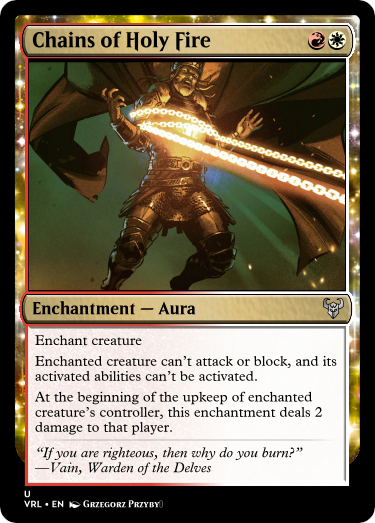 Chains of Holy Fire
Enchantment — Aura
Enchant creature
Enchanted creature can't attack or block, and its
activated abilities can't be activated.
At the beginning of the upkeep of enchanted
creature's controller, this enchantment deals 2
damage to that player.
"If you are righteous, then why do you burn?"
—Vain, Warden of the Delves
U
VRL • EN Grzegorz